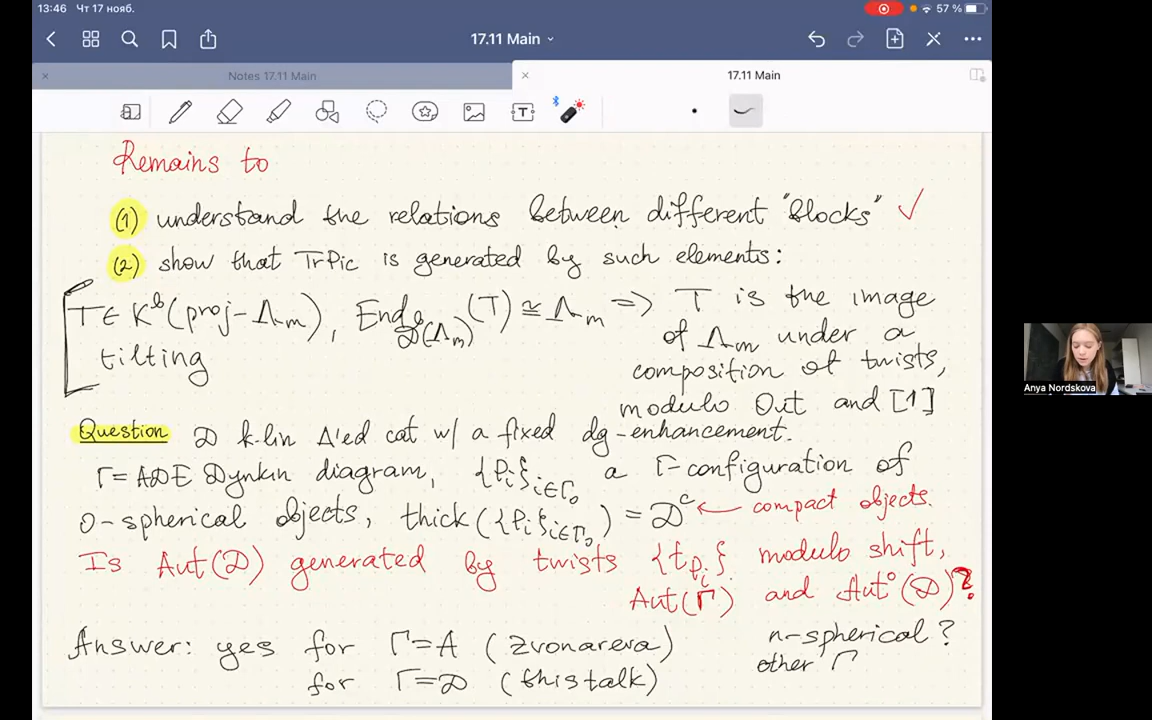 13:46 Чт 17 нояб.
57 %
17.11 Main
Notes 17.11 Main
17.11 Main
Remains to
(1) understand the relations between different "blocks" ✓
(2) show that TrPic is generated by such elements:
T ∈ K^b(proj-Λ_m), End_{D^b(Λ_m)}(T) ≅ Λ_m => T is the image
tilting
of Λ_m under a
composition of twists,
modulo Out and [1]
Question D k-lin Δ'ed cat w/ a fixed dg-enhancement.
Γ=ADE Dynkin diagram, {P_i}_{i∈Γ_0} a Γ-configuration of
0-spherical objects, thick({P_i}_{i∈Γ_0}) = D^c ← compact objects.
Is Aut(D) generated by twists {t_{P_i}} modulo shift,
Aut(Γ) and Aut°(D)?
Answer: yes for Γ=A (Zvonareva)
for Γ=D (this talk)
n-spherical?
other Γ
Anya Nordskova